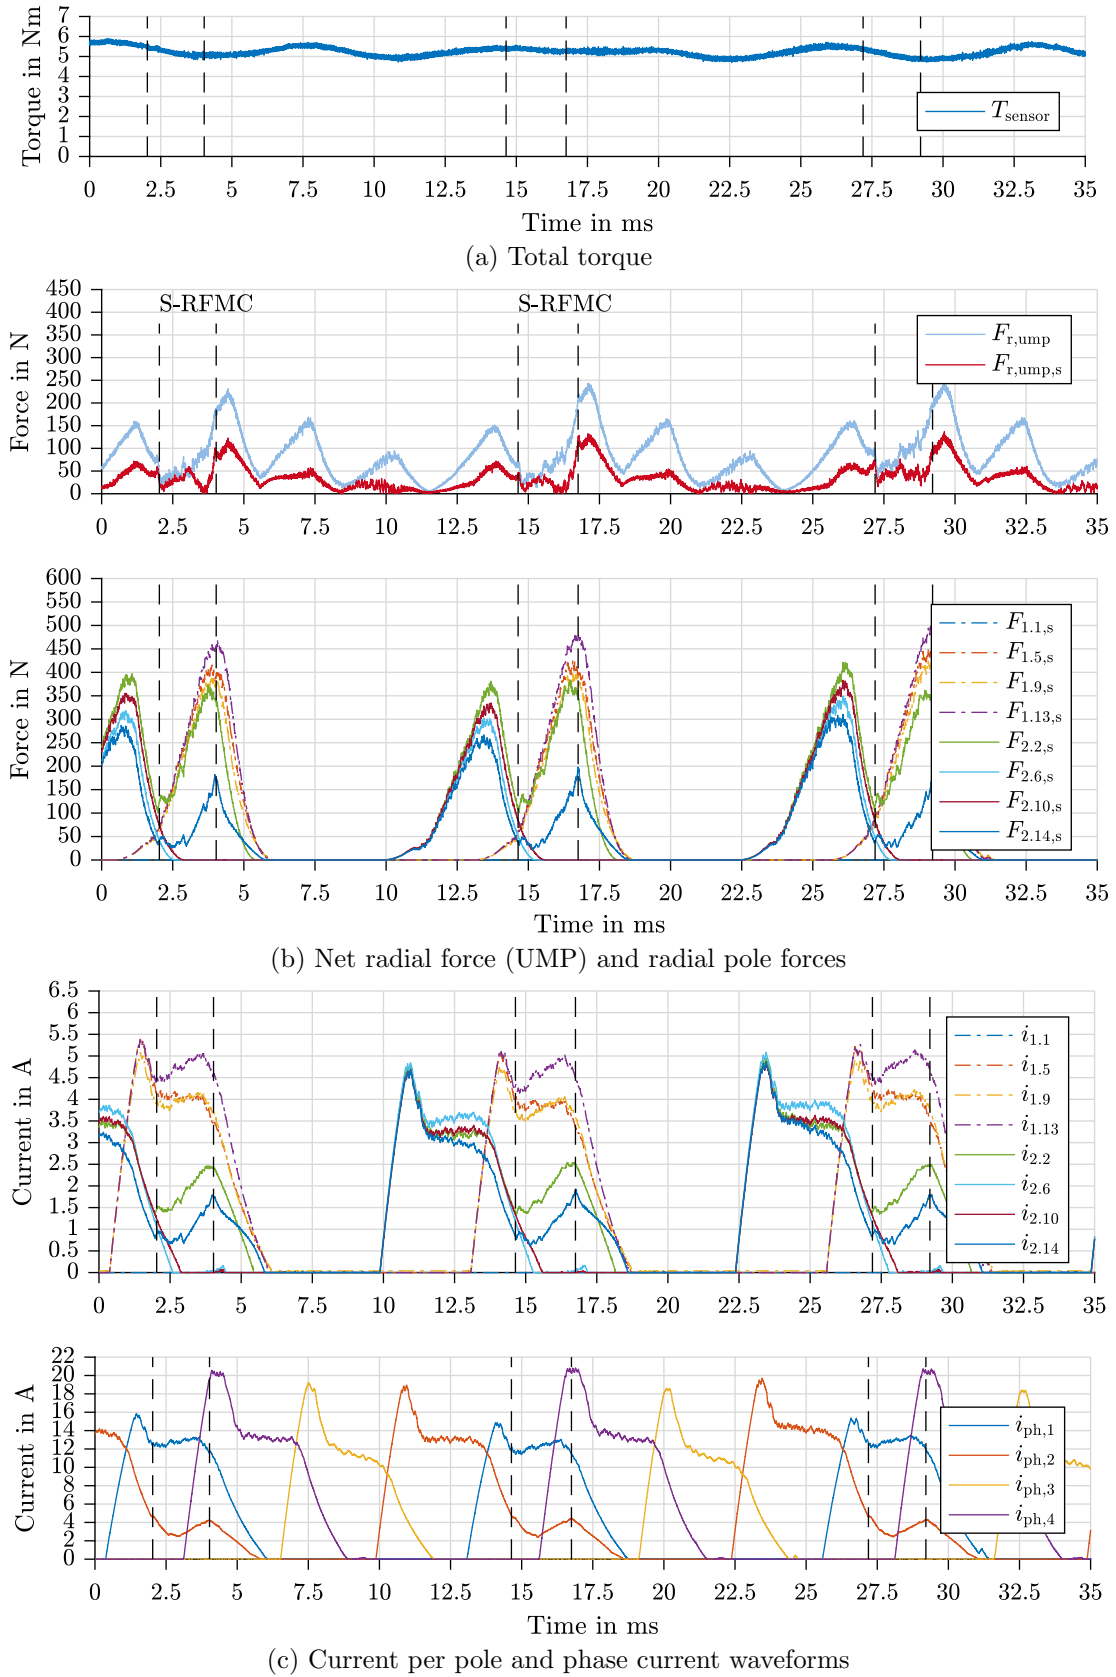 Torque in Nm
7
6
5
4
3
2
1
0
T_sensor
0 2.5 5 7.5 10 12.5 15 17.5 20 22.5 25 27.5 30 32.5 35
Time in ms
(a) Total torque
Force in N
450
400
350
300
250
200
150
100
50
0
S-RFMC S-RFMC
F_r,ump
F_r,ump,s
0 2.5 5 7.5 10 12.5 15 17.5 20 22.5 25 27.5 30 32.5 35
Force in N
600
550
500
450
400
350
300
250
200
150
100
50
0
F_1.1,s
F_1.5,s
F_1.9,s
F_1.13,s
F_2.2,s
F_2.6,s
F_2.10,s
F_2.14,s
0 2.5 5 7.5 10 12.5 15 17.5 20 22.5 25 27.5 30 32.5 35
Time in ms
(b) Net radial force (UMP) and radial pole forces
Current in A
6.5
6
5.5
5
4.5
4
3.5
3
2.5
2
1.5
1
0.5
0
i_1.1
i_1.5
i_1.9
i_1.13
i_2.2
i_2.6
i_2.10
i_2.14
0 2.5 5 7.5 10 12.5 15 17.5 20 22.5 25 27.5 30 32.5 35
Current in A
22
20
18
16
14
12
10
8
6
4
2
0
i_ph,1
i_ph,2
i_ph,3
i_ph,4
0 2.5 5 7.5 10 12.5 15 17.5 20 22.5 25 27.5 30 32.5 35
Time in ms
(c) Current per pole and phase current waveforms